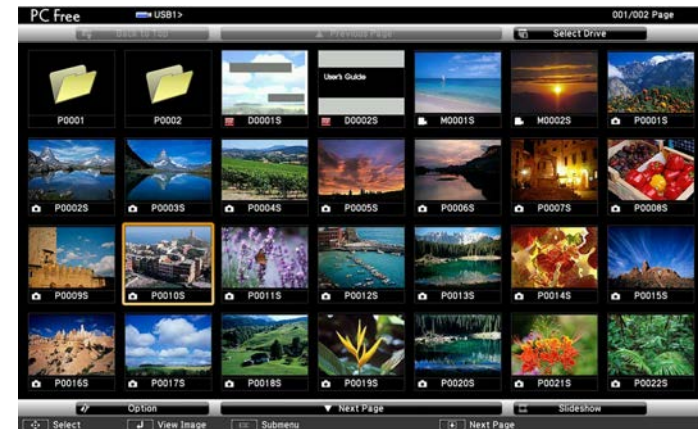 PC Free USB1> 001/002 Page
Back to Top Previous Page Select Drive
User's Guide
P0001 P0002 D0001S D0002S M0001S M0002S P0001S
P0002S P0003S P0004S P0005S P0006S P0007S P0008S
P0009S P0010S P0011S P0012S P0013S P0014S P0015S
P0016S P0017S P0018S P0019S P0020S P0021S P0022S
Option Next Page Slideshow
Select View Image Esc Submenu Next Page